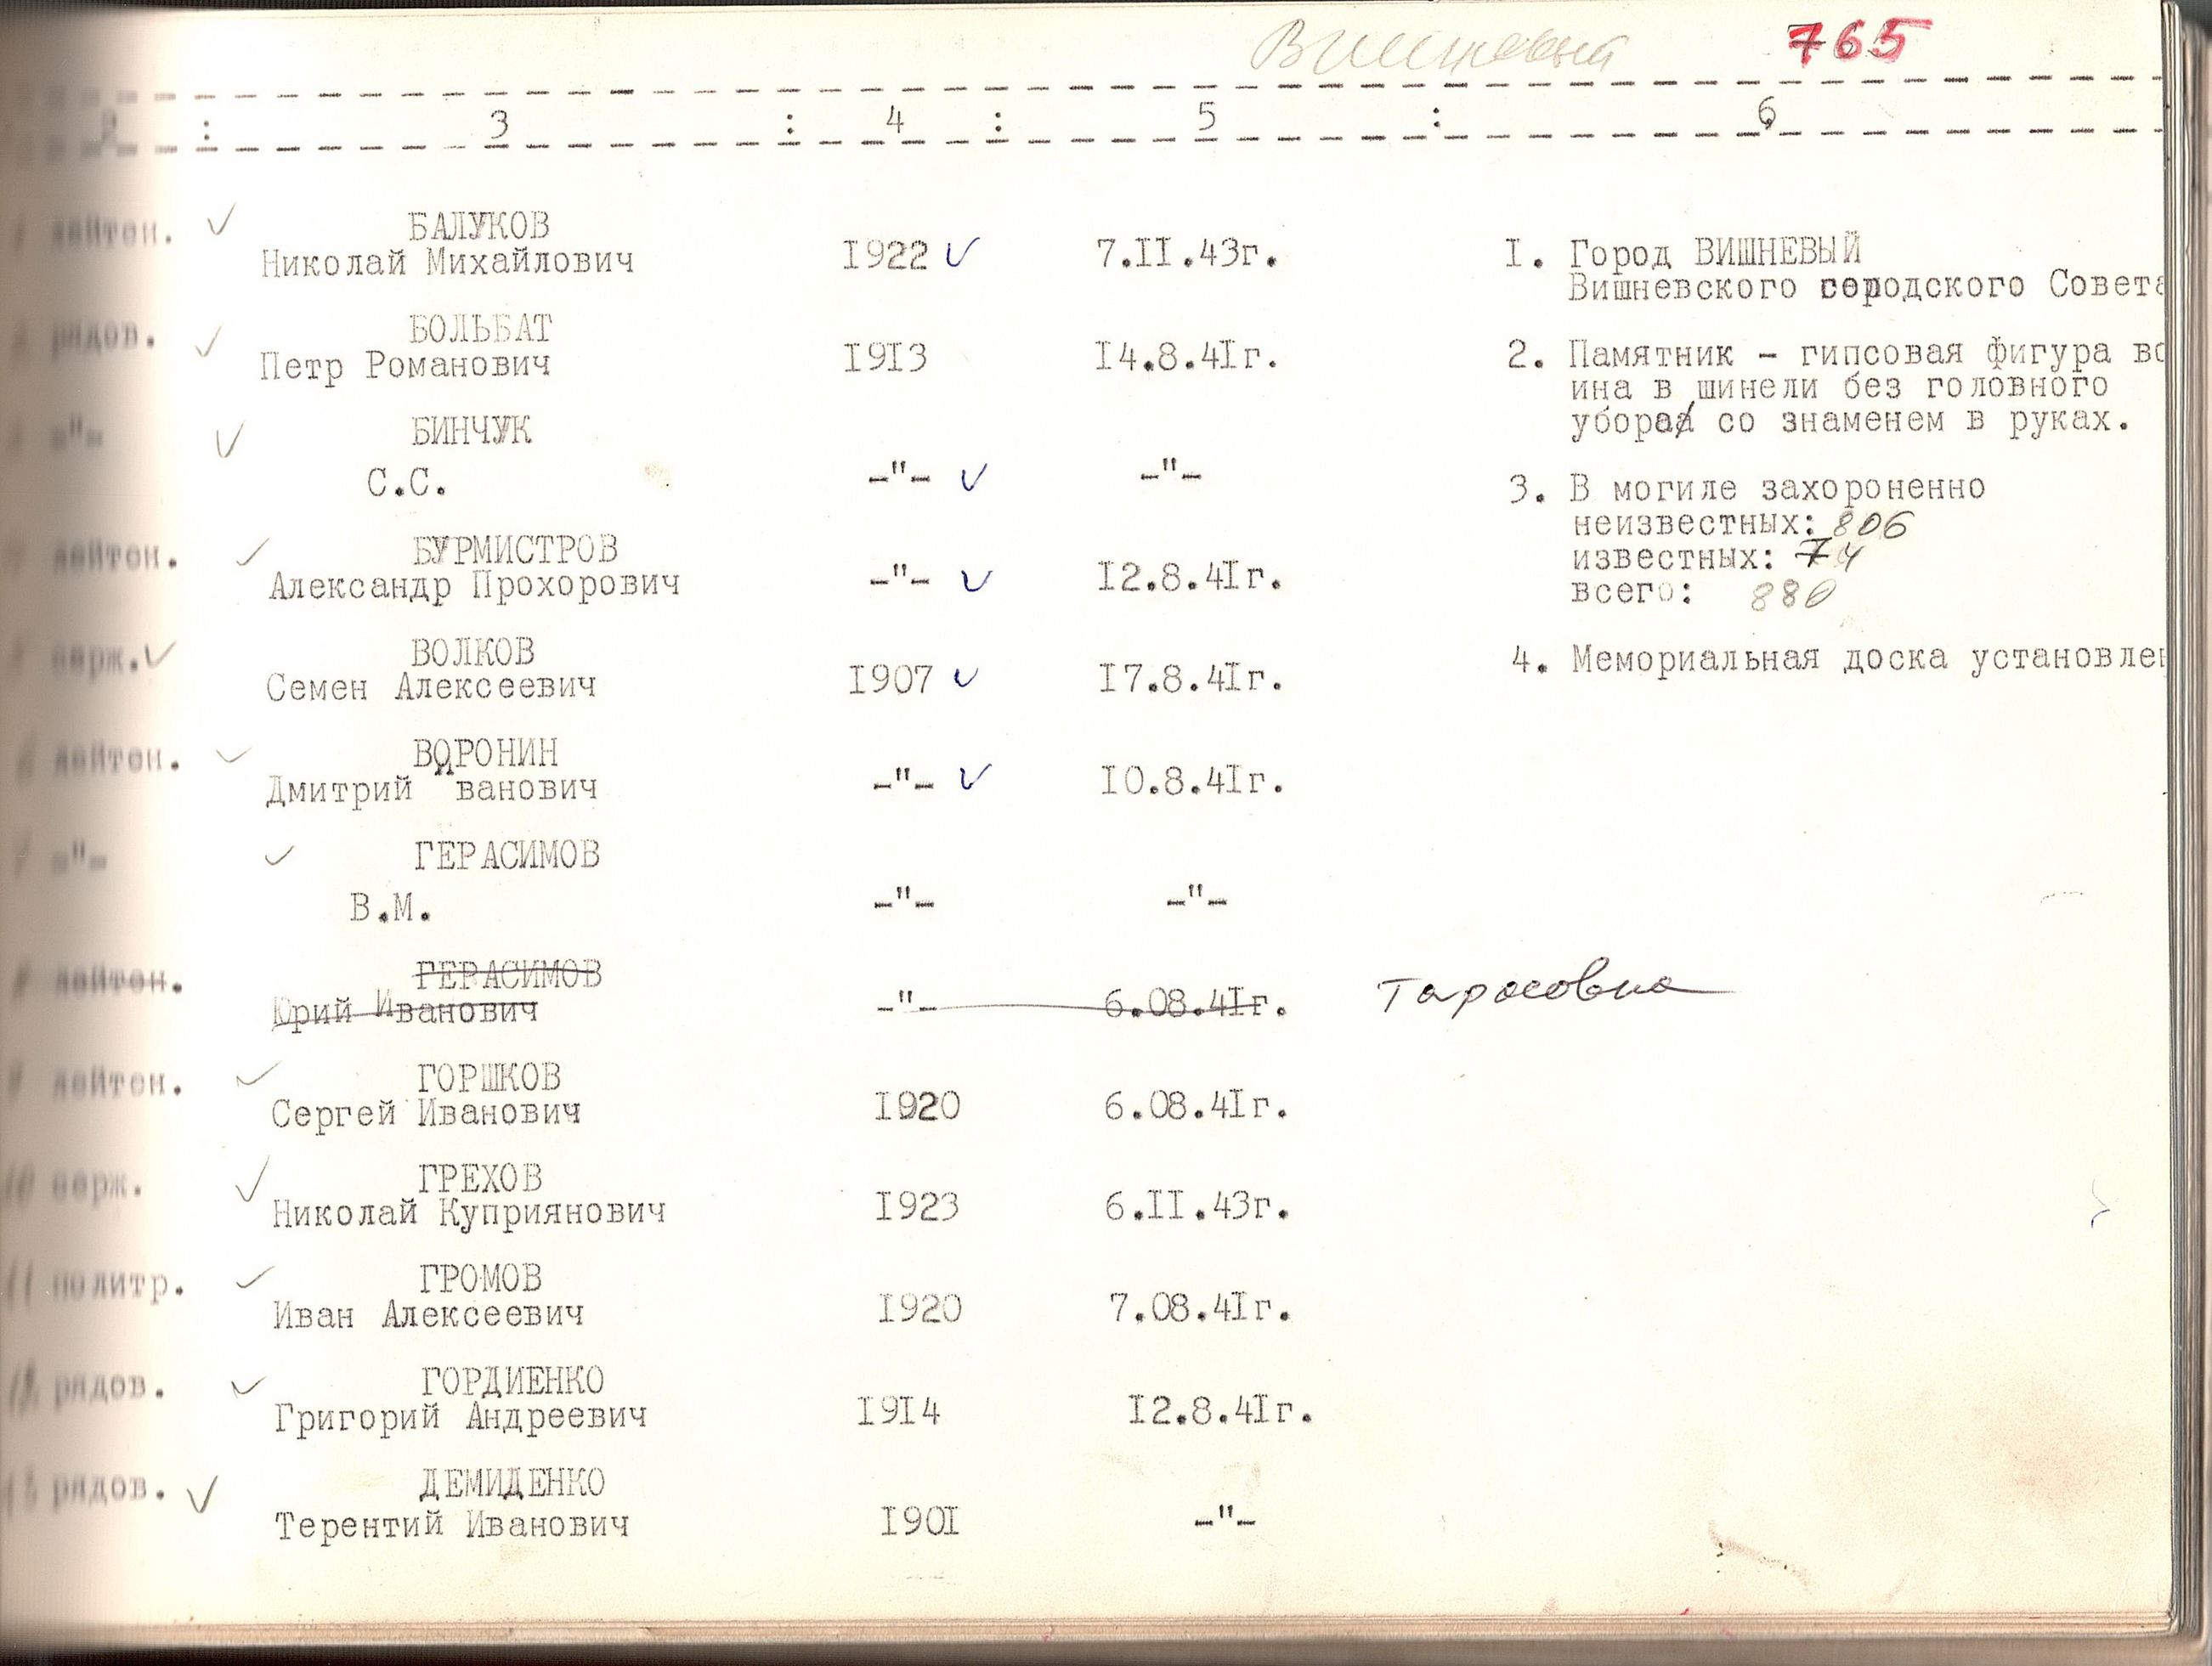 Вишневый 765
3 : 4 : 5 : 6
1 лейтен. БАЛУКОВ
Николай Михайлович 1922 7.II.43г.
рядов. БОЛЬБАТ
Петр Романович 1913 14.8.41г.
-"- БИНЧУК
С.С. -"- -"-
лейтен. БУРМИСТРОВ
Александр Прохорович -"- 12.8.41г.
серж. ВОЛКОВ
Семен Алексеевич 1907 17.8.41г.
лейтен. ВОРОНИН
Дмитрий Иванович -"- 10.8.41г.
-"- ГЕРАСИМОВ
В.М. -"- -"-
лейтен. ГЕРАСИМОВ
Юрий Иванович -"- 6.08.41г. Тарасовка
лейтен. ГОРШКОВ
Сергей Иванович 1920 6.08.41г.
10 серж. ГРЕХОВ
Николай Куприянович 1923 6.II.43г.
11 политр. ГРОМОВ
Иван Алексеевич 1920 7.08.41г.
рядов. ГОРДИЕНКО
Григорий Андреевич 1914 12.8.41г.
рядов. ДЕМИДЕНКО
Терентий Иванович 1901 -"-
1. Город ВИШНЕВЫЙ
Вишневского городского Совета
2. Памятник - гипсовая фигура во
ина в шинели без головного
убора со знаменем в руках.
3. В могиле захороненно
неизвестных: 806
известных: 74
всего: 880
4. Мемориальная доска установлен